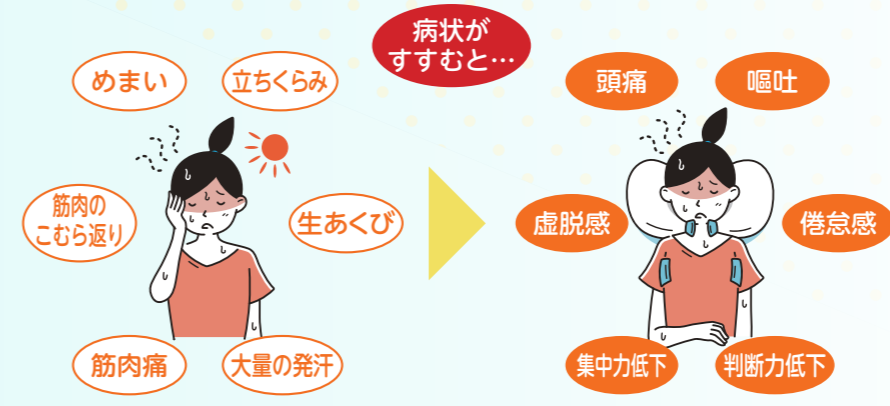 病状が
すすむと…
めまい
立ちくらみ
筋肉の
こむら返り
生あくび
筋肉痛
大量の発汗
頭痛
嘔吐
虚脱感
倦怠感
集中力低下
判断力低下